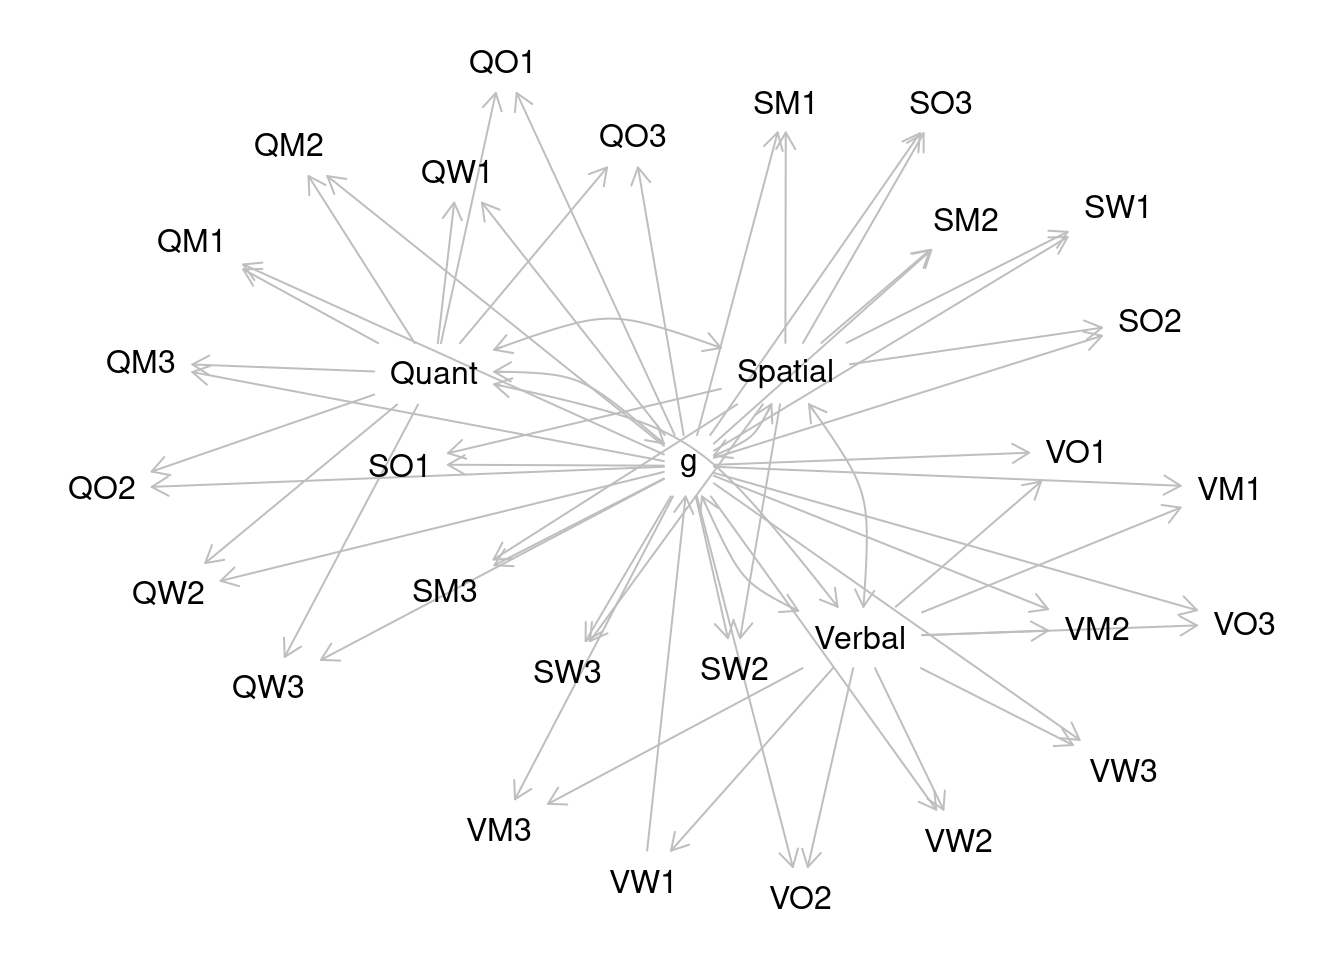 QO1
SM1
SO3
QO3
QM2
QW1
SW1
SM2
QM1
SO2
QM3
Spatial
Quant
VO1
g
SO1
QO2
VM1
SM3
QW2
VO3
VM2
Verbal
SW2
SW3
QW3
VW3
VM3
VW2
VW1
VO2